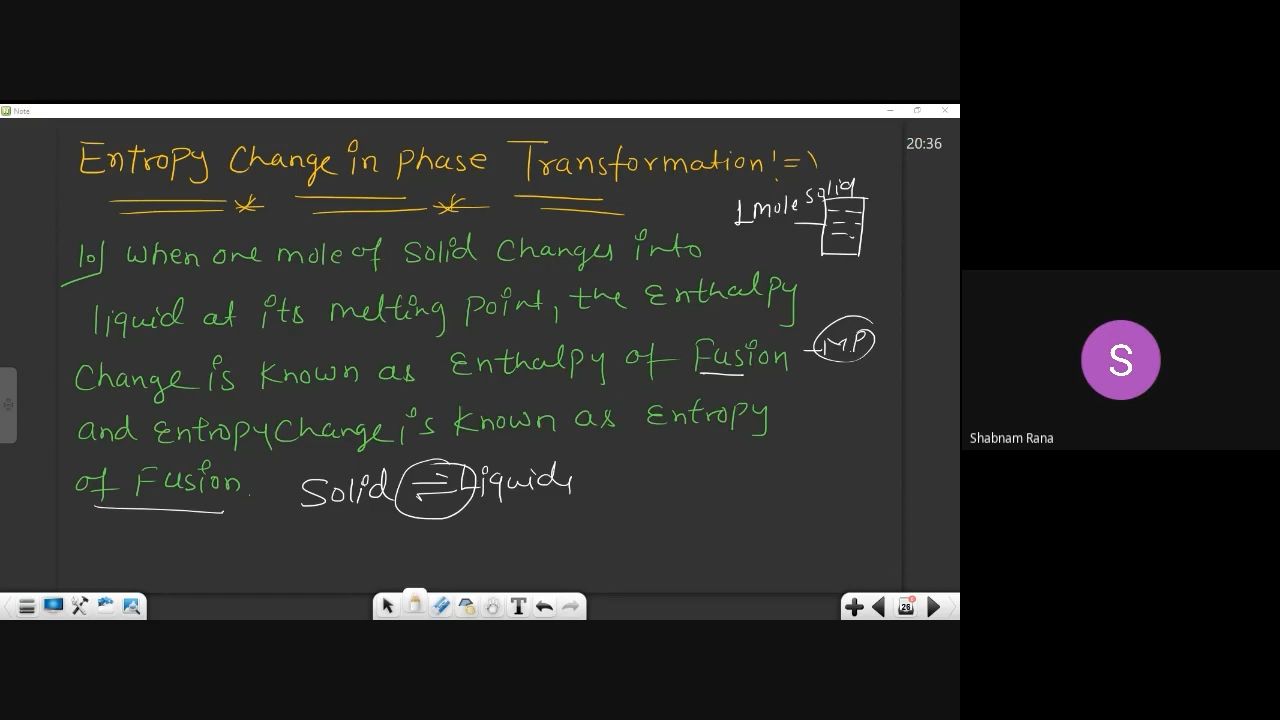 Note
Entropy Change in phase Transformation:=)
20:36
1 mole solid
1o] When one mole of Solid Changes into
liquid at its melting point, the Enthalpy
Change is Known as Enthalpy of Fusion
M.P
and Entropy Change is Known as Entropy
of Fusion.
Solid ⇌ Liquid
26
S
Shabnam Rana